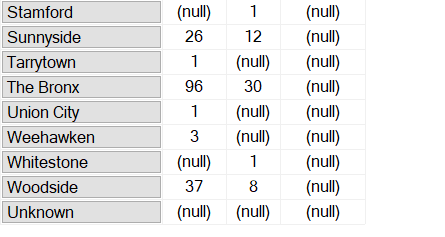 Stamford (null) 1 (null)
Sunnyside 26 12 (null)
Tarrytown 1 (null) (null)
The Bronx 96 30 (null)
Union City 1 (null) (null)
Weehawken 3 (null) (null)
Whitestone (null) 1 (null)
Woodside 37 8 (null)
Unknown (null) (null) (null)